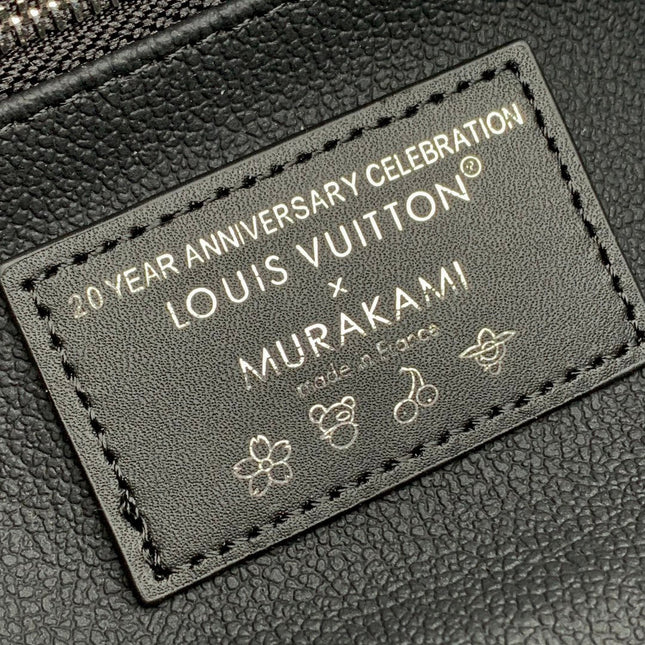 20 YEAR ANNIVERSARY CELEBRATION
LOUIS VUITTON®
x
MURAKAMI
made in France